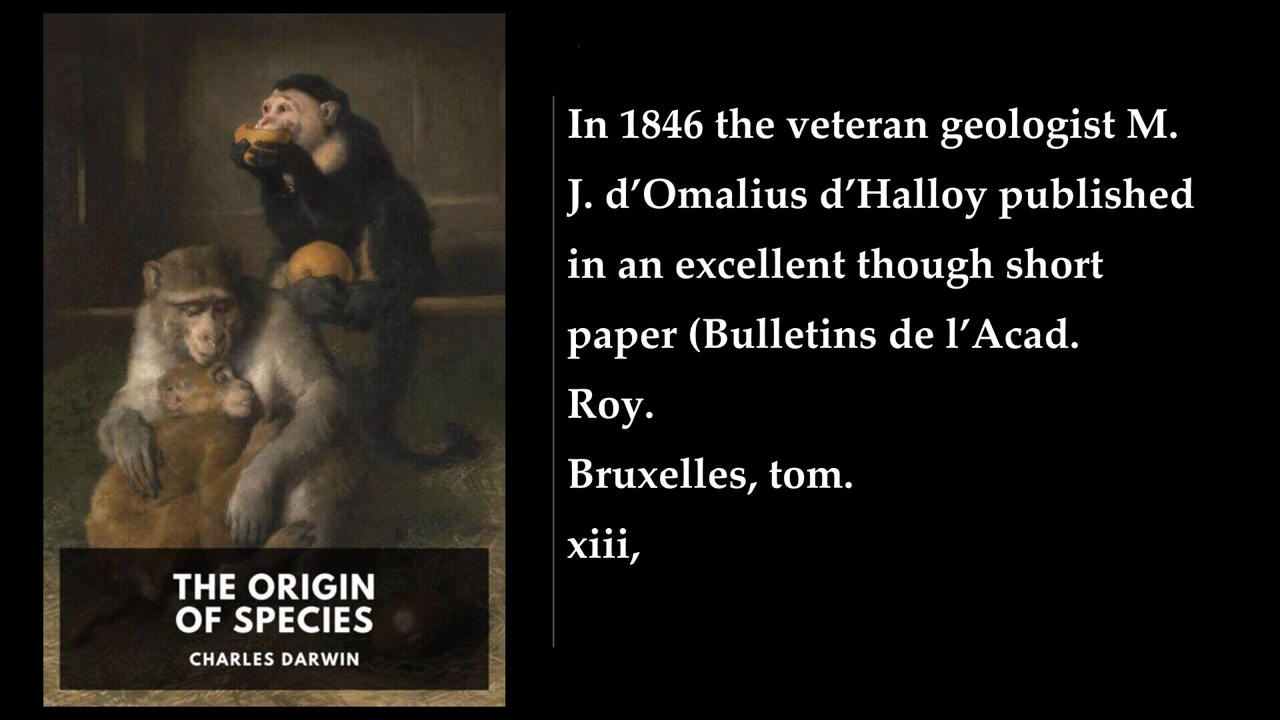 THE ORIGIN
OF SPECIES
CHARLES DARWIN
In 1846 the veteran geologist M.
J. d’Omalius d’Halloy published
in an excellent though short
paper (Bulletins de l’Acad.
Roy.
Bruxelles, tom.
xiii,